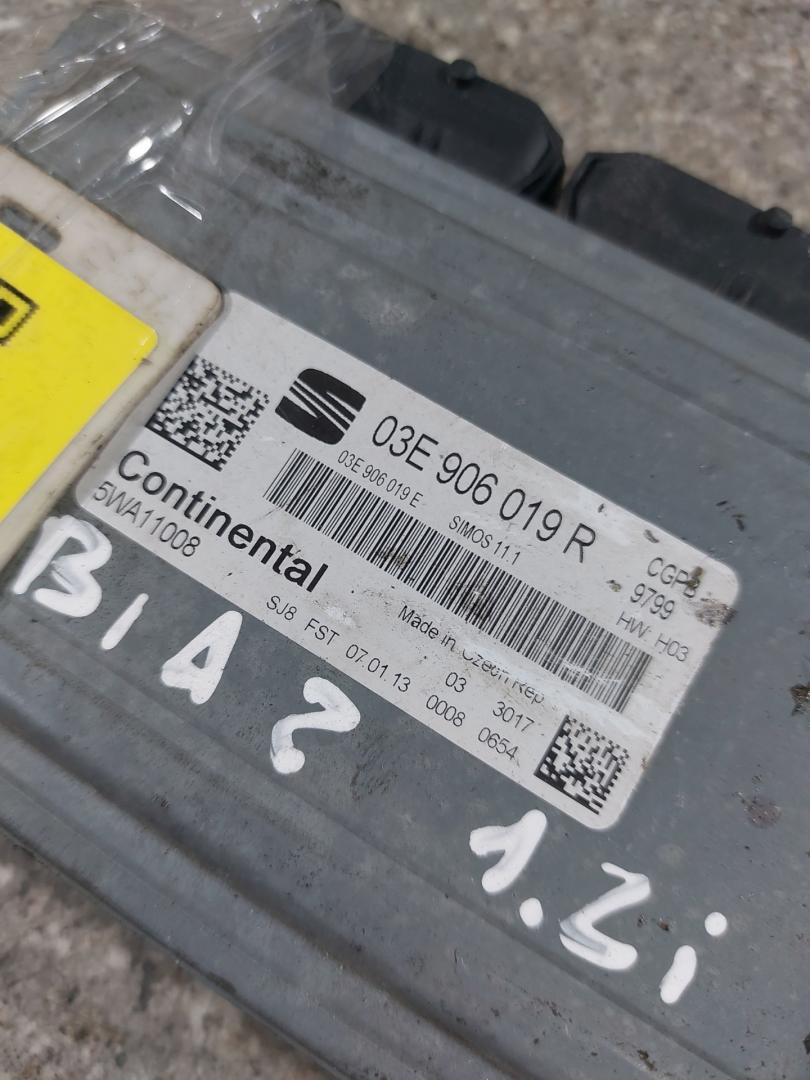 03E 906 019 R
03E 906 019 E SIMOS 11.1
CGPB
9799
HW: H03
Continental
5WA11008
Made in Czech Rep
SJ8 FST 07.01.13
03 3017
0008 0654
B1A2
1.2i